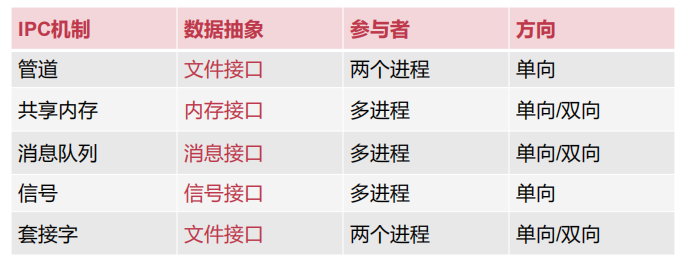 IPC机制 数据抽象 参与者 方向
管道 文件接口 两个进程 单向
共享内存 内存接口 多进程 单向/双向
消息队列 消息接口 多进程 单向/双向
信号 信号接口 多进程 单向
套接字 文件接口 两个进程 单向/双向